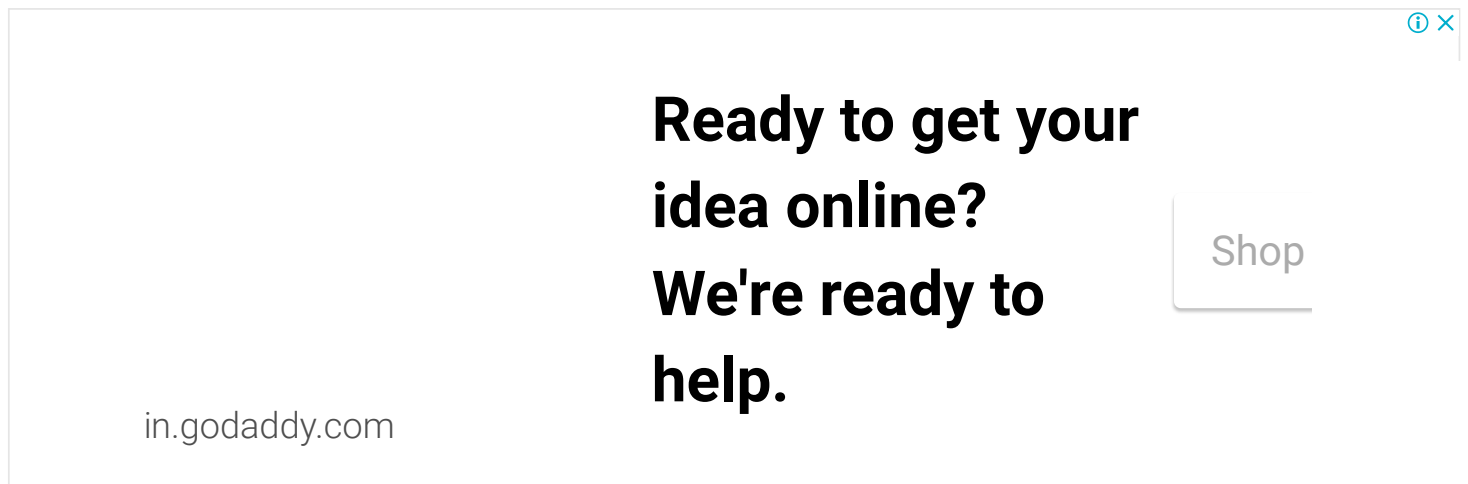 Ready to get your
idea online?
We're ready to
help.
Shop
in.godaddy.com